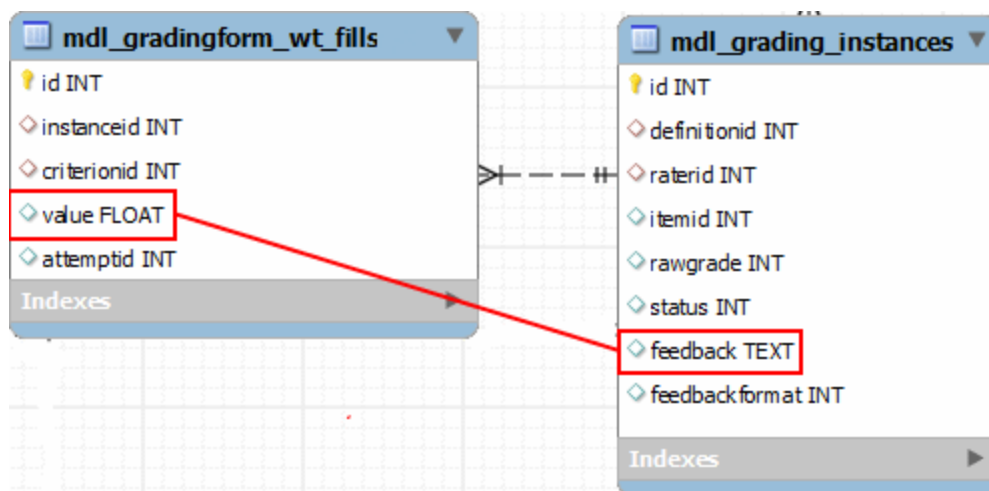 mdl_gradingform_wt_fills
id INT
instanceid INT
criterionid INT
value FLOAT
attemptid INT
Indexes
mdl_grading_instances
id INT
definitionid INT
raterid INT
itemid INT
rawgrade INT
status INT
feedback TEXT
feedbackformat INT
Indexes